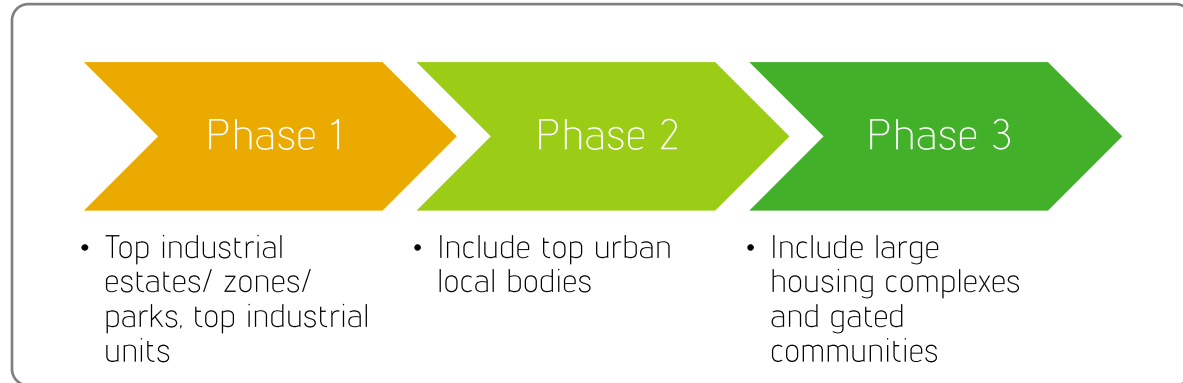 Phase 1
Phase 2
Phase 3
• Top industrial
estates/ zones/
parks, top industrial
units
• Include top urban
local bodies
• Include large
housing complexes
and gated
communities